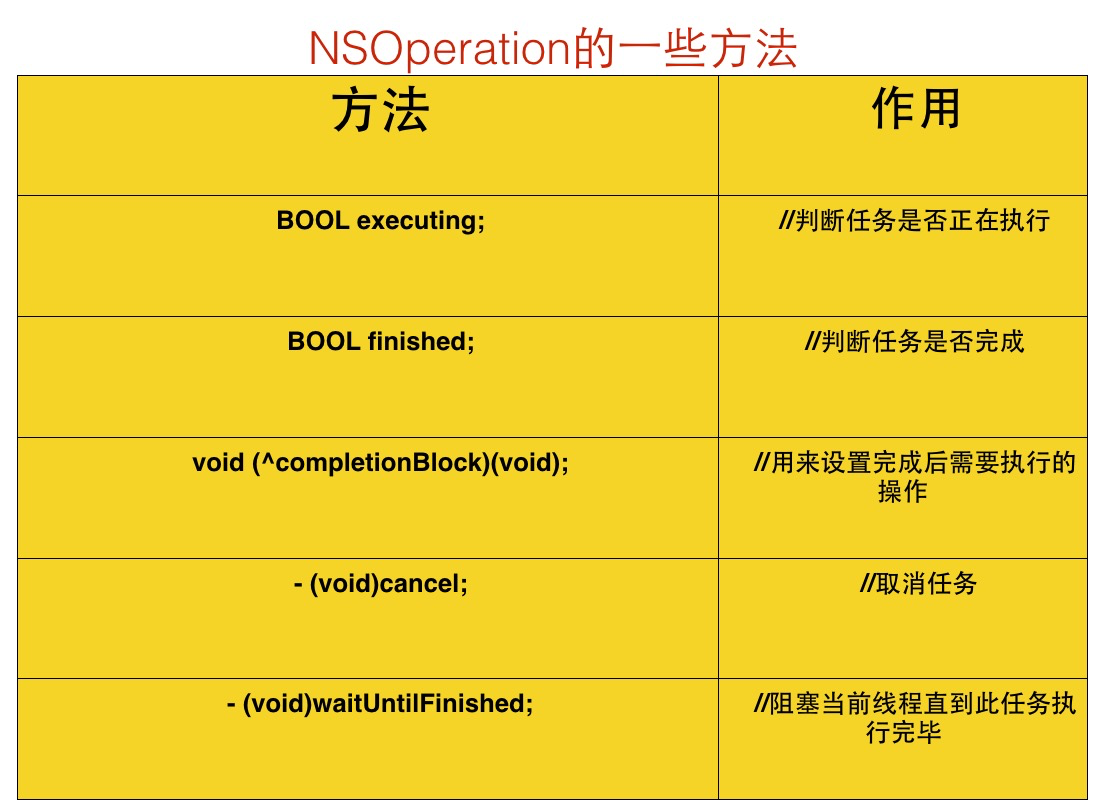 NSOperation的一些方法
方法
作用
BOOL executing;
//判断任务是否正在执行
BOOL finished;
//判断任务是否完成
void (^completionBlock)(void);
//用来设置完成后需要执行的
操作
- (void)cancel;
//取消任务
- (void)waitUntilFinished;
//阻塞当前线程直到此任务执
行完毕